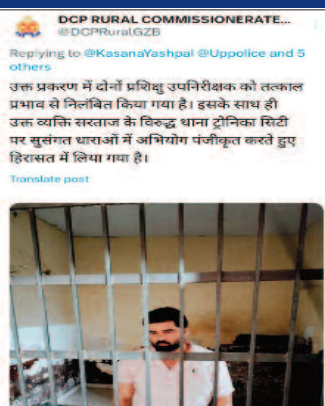 DCP RURAL COMMISSIONERATE...
@DCPRuralGZB
Replying to @KasanaYashpal @Uppolice and 5
others
उक्त प्रकरण में दोनों प्रशिक्षु उपनिरीक्षक को तत्काल
प्रभाव से निलंबित किया गया है। इसके साथ ही
उक्त व्यक्ति सरताज के विरुद्ध थाना ट्रोनिका सिटी
पर सुसंगत धाराओं में अभियोग पंजीकृत करते हुए
हिरासत में लिया गया है।
Translate post